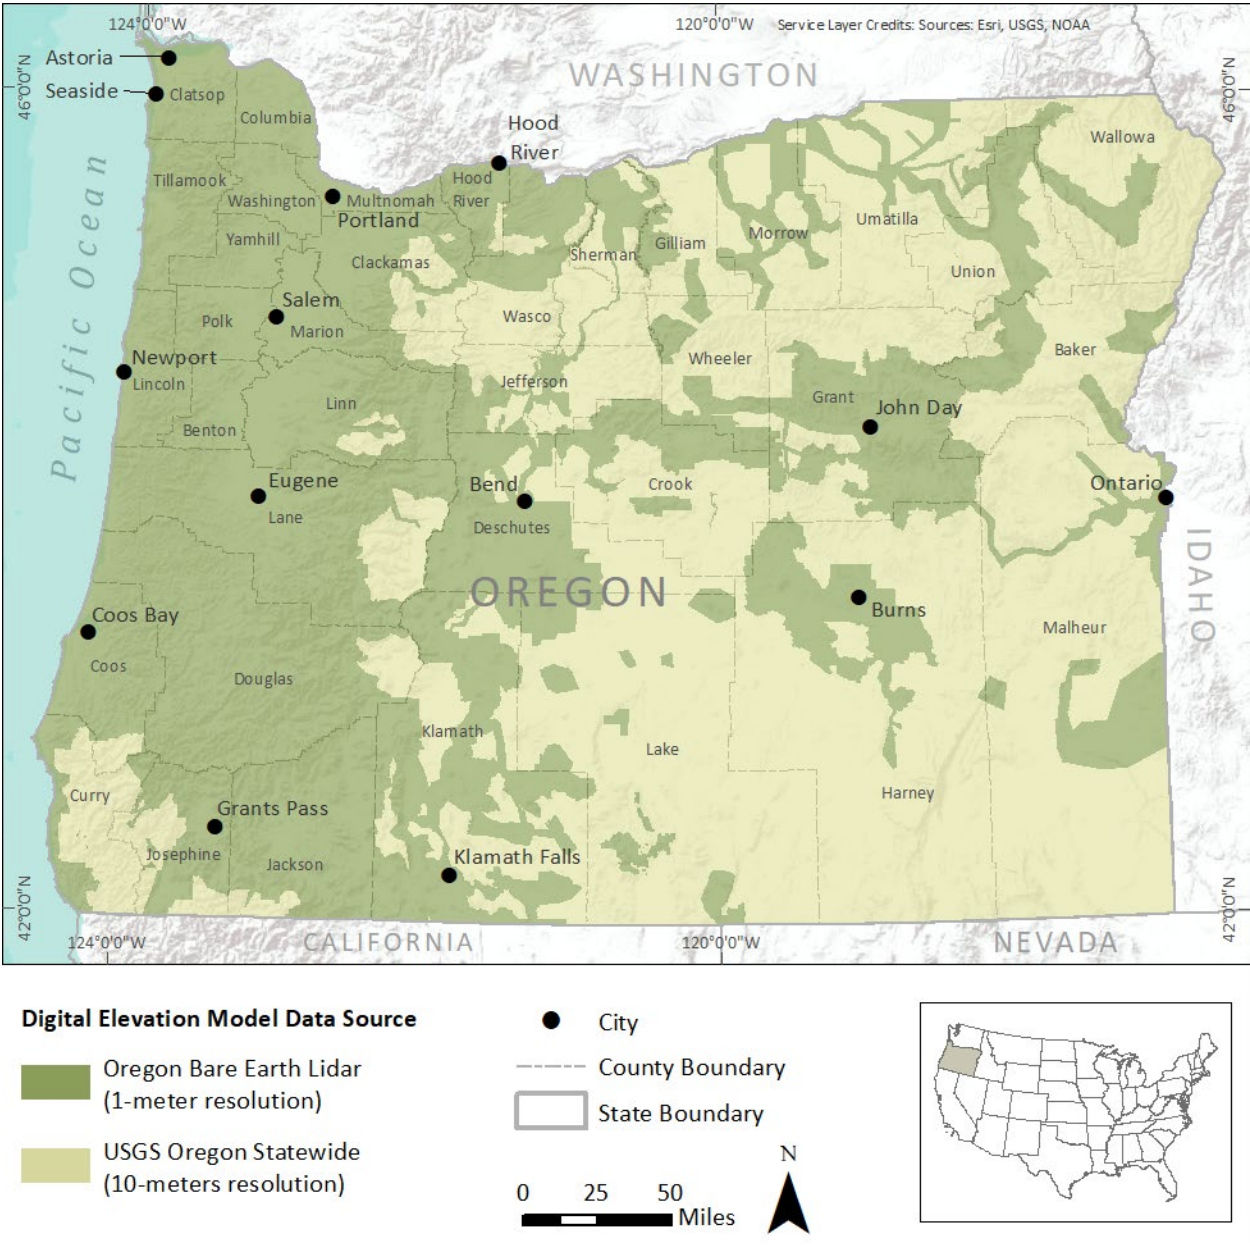 124°0'0"W
120°0'0"W
Service Layer Credits: Sources: Esri, USGS, NOAA
Astoria
46°0'0"N
46°0'0"N
WASHINGTON
Seaside
Clatsop
Columbia
Hood
River
Wallowa
Tillamook
Hood
River
Washington
Multnomah
Portland
Umatilla
Morrow
Yamhill
Gilliam
Sherman
Clackamas
Union
Pacific Ocean
Salem
Polk
Marion
Wasco
Newport
Lincoln
Wheeler
Baker
Jefferson
Linn
Grant
John Day
Benton
Eugene
Bend
Crook
Ontario
Lane
Deschutes
OREGON
IDAHO
Coos Bay
Burns
Malheur
Coos
Douglas
Klamath
Lake
Curry
Harney
Grants Pass
Josephine
Jackson
Klamath Falls
42°0'0"N
42°0'0"N
124°0'0"W
CALIFORNIA
120°0'0"W
NEVADA
Digital Elevation Model Data Source
Oregon Bare Earth Lidar
(1-meter resolution)
USGS Oregon Statewide
(10-meters resolution)
City
County Boundary
State Boundary
0 25 50
Miles
N